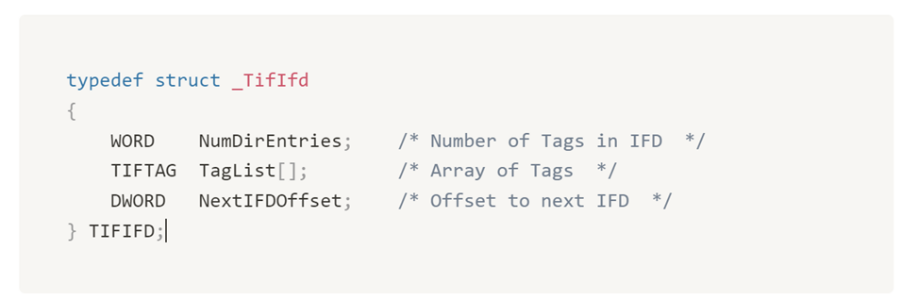 typedef struct _TifIfd
{
    WORD    NumDirEntries;    /* Number of Tags in IFD  */
    TIFTAG  TagList[];        /* Array of Tags  */
    DWORD   NextIFDOffset;    /* Offset to next IFD  */
} TIFIFD;